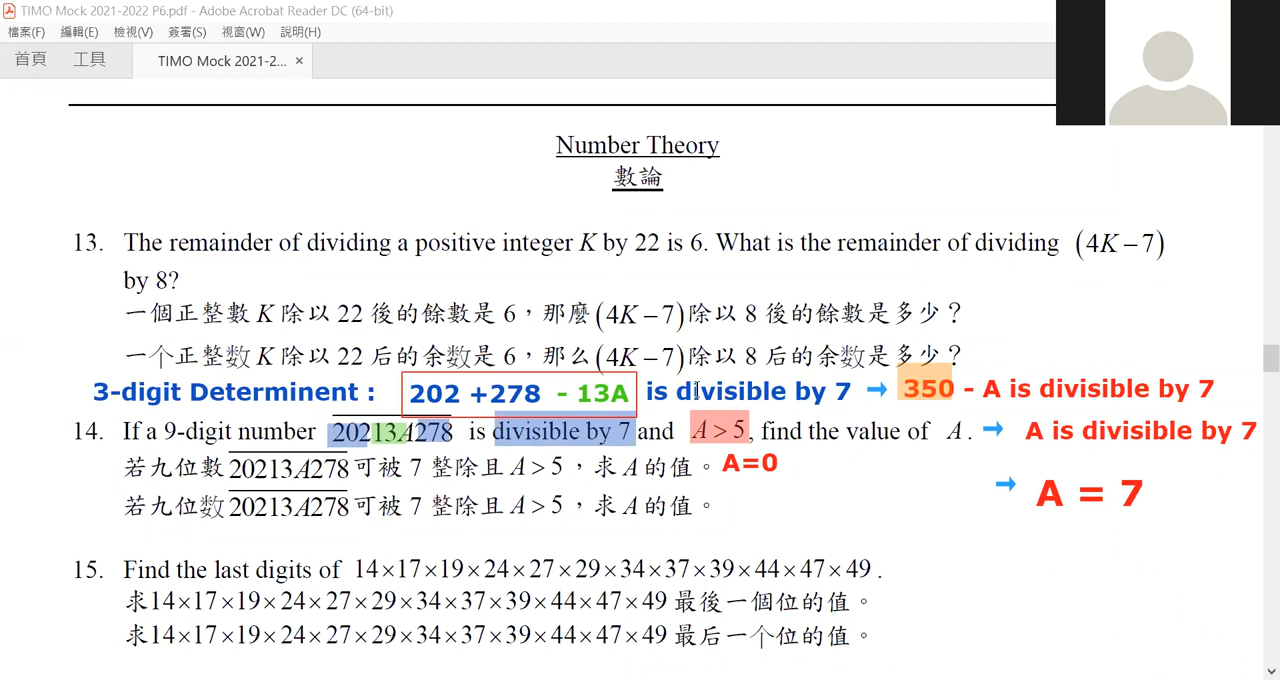 TIMO Mock 2021-2022 P6.pdf - Adobe Acrobat Reader DC (64-bit)
檔案(F) 編輯(E) 檢視(V) 簽署(S) 視窗(W) 說明(H)
首頁 工具 TIMO Mock 2021-2... ×
Number Theory
數論
13. The remainder of dividing a positive integer K by 22 is 6. What is the remainder of dividing (4K – 7)
by 8?
一個正整數 K 除以 22 後的餘數是 6，那麼(4K – 7)除以 8 後的餘數是多少？
一个正整数 K 除以 22 后的余数是 6，那么(4K – 7)除以 8 后的余数是多少？
3-digit Determinent : 202 +278 - 13A is divisible by 7 → 350 - A is divisible by 7
14. If a 9-digit number 20213A278 is divisible by 7 and A > 5, find the value of A. → A is divisible by 7
若九位數 20213A278 可被 7 整除且 A > 5，求 A 的值。 A=0
→ A = 7
若九位数 20213A278 可被 7 整除且 A > 5，求 A 的值。
15. Find the last digits of 14×17×19×24×27×29×34×37×39×44×47×49 .
求14×17×19×24×27×29×34×37×39×44×47×49 最後一個位的值。
求14×17×19×24×27×29×34×37×39×44×47×49 最后一个位的值。